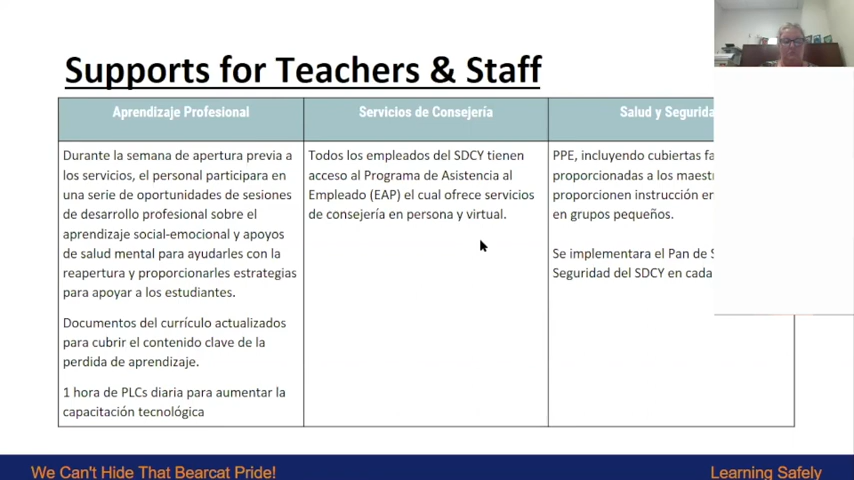 Supports for Teachers & Staff
Aprendizaje Profesional
Durante la semana de apertura previa a
los servicios, el personal participara en
una serie de oportunidades de sesiones
de desarrollo profesional sobre el
aprendizaje social-emocional y apoyos
de salud mental para ayudarles con la
reapertura y proporcionarles estrategias
para apoyar a los estudiantes.
Documentos del currículo actualizados
para cubrir el contenido clave de la
perdida de aprendizaje.
1 hora de PLCs diaria para aumentar la
capacitación tecnológica
Servicios de Consejería
Todos los empleados del SDCY tienen
acceso al Programa de Asistencia al
Empleado (EAP) el cual ofrece servicios
de consejería en persona y virtual.
Salud y
PPE, incluyendo cubiertas
proporcionadas a los
proporcionen instrucción
en grupos pequeños.
Se implementara el Pan de
Seguridad del SDCY en cada
We Can't Hide That Bearcat Pride!
Learning Safely